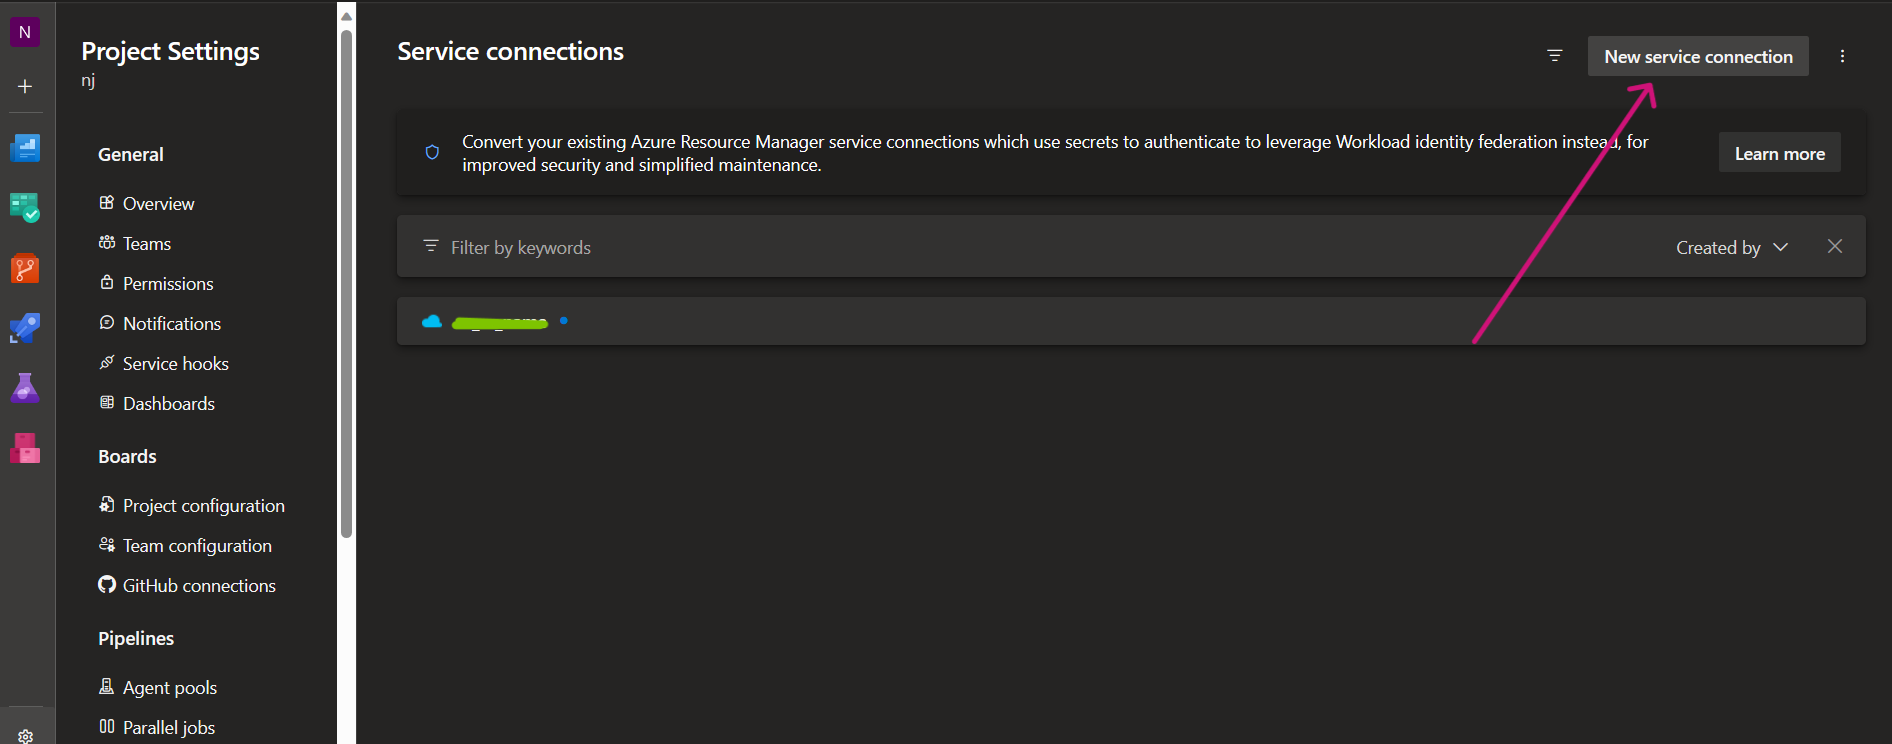 N
Project Settings
nj
General
Overview
Teams
Permissions
Notifications
Service hooks
Dashboards
Boards
Project configuration
Team configuration
GitHub connections
Pipelines
Agent pools
Parallel jobs
Service connections
New service connection
Convert your existing Azure Resource Manager service connections which use secrets to authenticate to leverage Workload identity federation instead, for
improved security and simplified maintenance.
Learn more
Filter by keywords
Created by